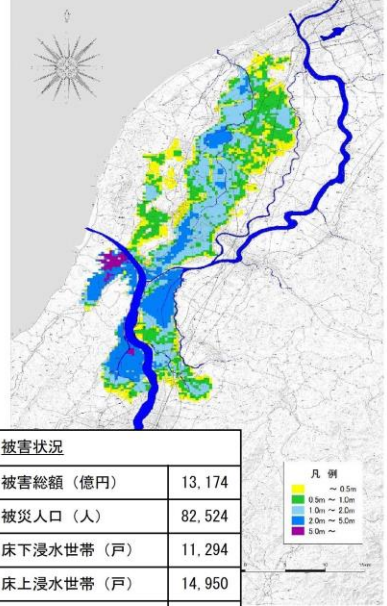 被害状況
被害総額（億円） 13,174
被災人口（人） 82,524
床下浸水世帯（戸） 11,294
床上浸水世帯（戸） 14,950
凡 例
～ 0.5m
0.5m ～ 1.0m
1.0m ～ 2.0m
2.0m ～ 5.0m
5.0m ～